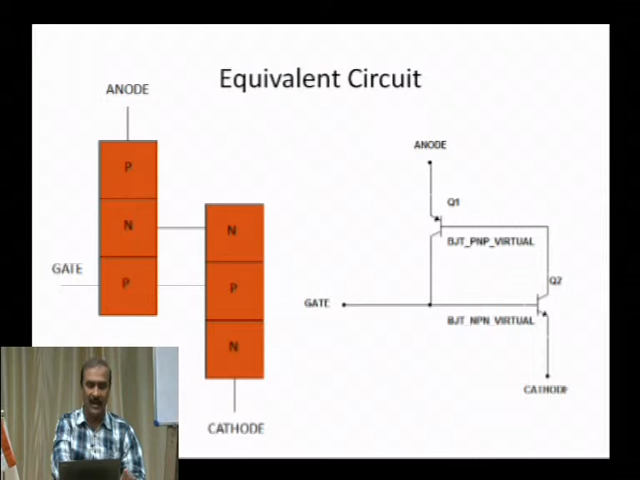 Equivalent Circuit
ANODE
P
N
P
GATE
N
P
N
CATHODE
ANODE
Q1
BJT_PNP_VIRTUAL
Q2
GATE
BJT_NPN_VIRTUAL
CATHODE